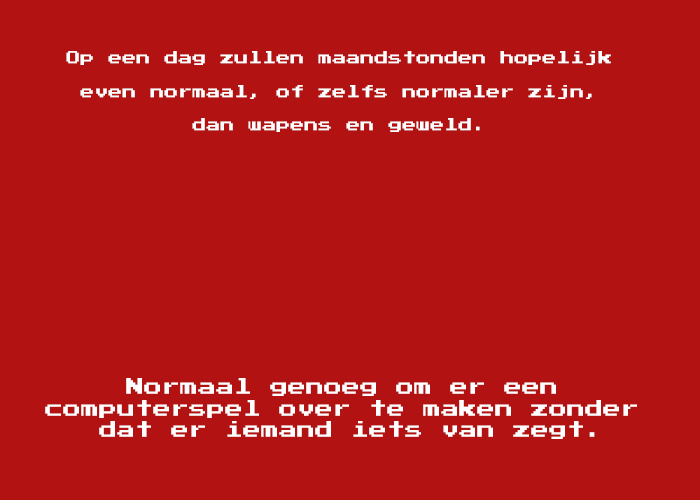 Op een dag zullen maandstonden hopelijk
even normaal, of zelfs normaler zijn,
dan wapens en geweld.
Normaal genoeg om er een
computerspel over te maken zonder
dat er iemand iets van zegt.